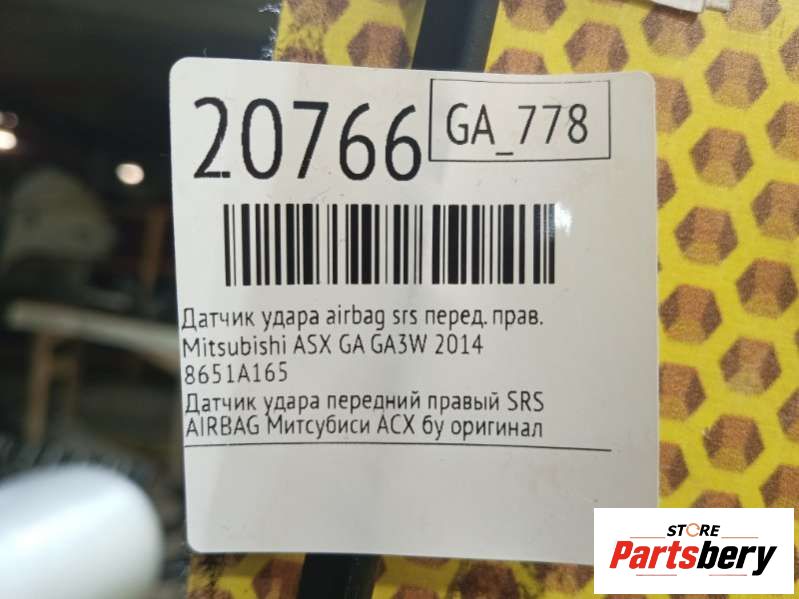 20766
GA_778
Датчик удара airbag srs перед. прав.
Mitsubishi ASX GA GA3W 2014
8651A165
Датчик удара передний правый SRS
AIRBAG Митсубиси АСХ бу оригинал
STORE
Partsbery